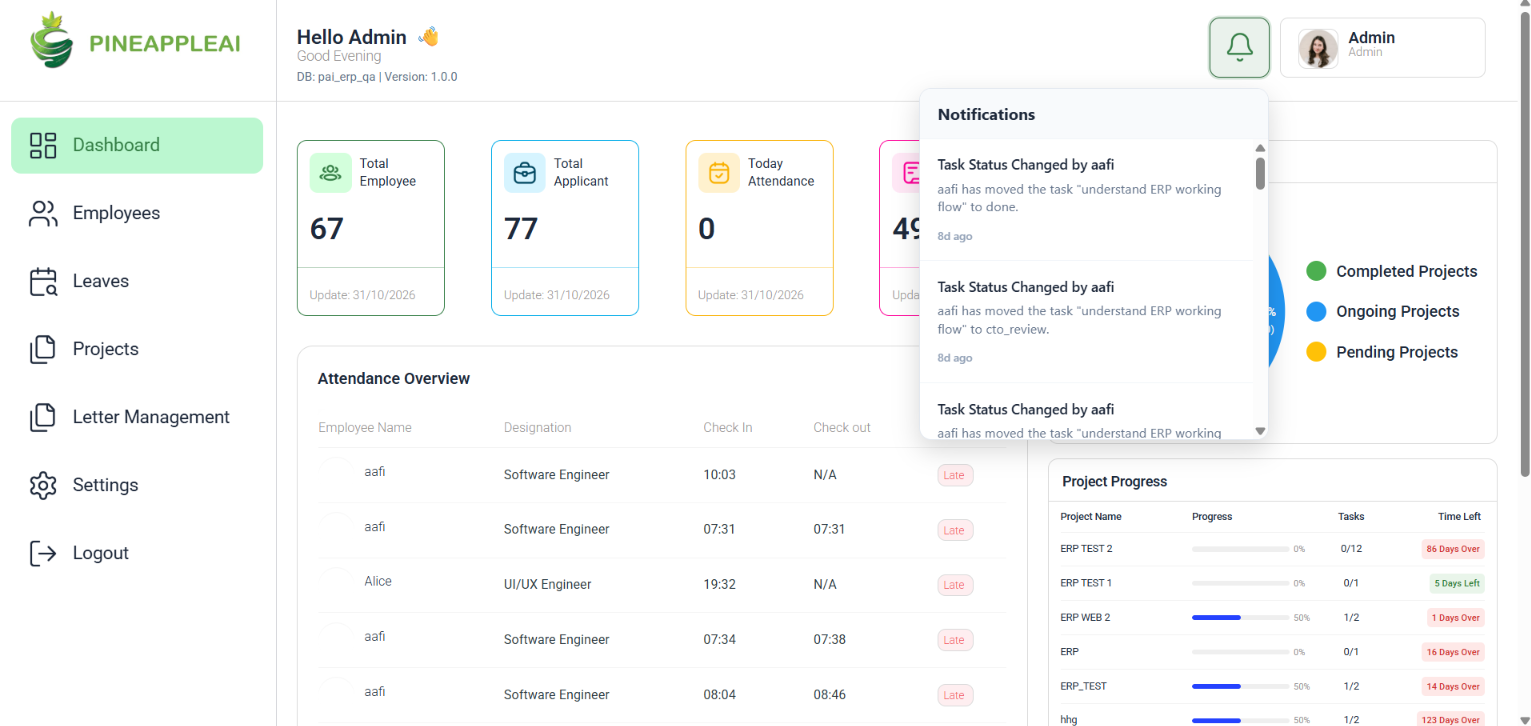 PINEAPPLEAI
Hello Admin 👋
Good Evening
DB: pai_erp_qa | Version: 1.0.0
Admin
Admin
Dashboard
Employees
Leaves
Projects
Letter Management
Settings
Logout
Total
Employee
67
Update: 31/10/2026
Total
Applicant
77
Update: 31/10/2026
Today
Attendance
0
Update: 31/10/2026
49
Upda
Notifications
Task Status Changed by aafi
aafi has moved the task "understand ERP working
flow" to done.
8d ago
Task Status Changed by aafi
aafi has moved the task "understand ERP working
flow" to cto_review.
8d ago
Task Status Changed by aafi
aafi has moved the task "understand ERP working
%
)
Completed Projects
Ongoing Projects
Pending Projects
Attendance Overview
Employee Name Designation Check In Check out
aafi Software Engineer 10:03 N/A Late
aafi Software Engineer 07:31 07:31 Late
Alice UI/UX Engineer 19:32 N/A Late
aafi Software Engineer 07:34 07:38 Late
aafi Software Engineer 08:04 08:46 Late
Project Progress
Project Name Progress Tasks Time Left
ERP TEST 2 0% 0/12 86 Days Over
ERP TEST 1 0% 0/1 5 Days Left
ERP WEB 2 50% 1/2 1 Days Over
ERP 0% 0/1 16 Days Over
ERP_TEST 50% 1/2 14 Days Over
hhg 50% 1/2 123 Days Over